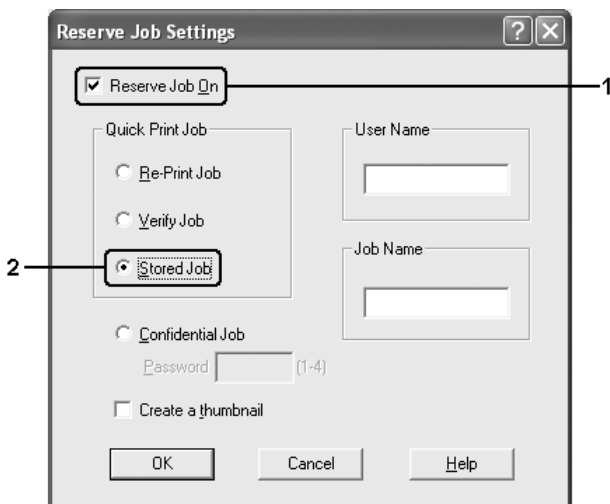 Reserve Job Settings
1
Reserve Job On
Quick Print Job
User Name
Re-Print Job
Verify Job
Job Name
2
Stored Job
Confidential Job
Password
(1-4)
Create a thumbnail
OK
Cancel
Help